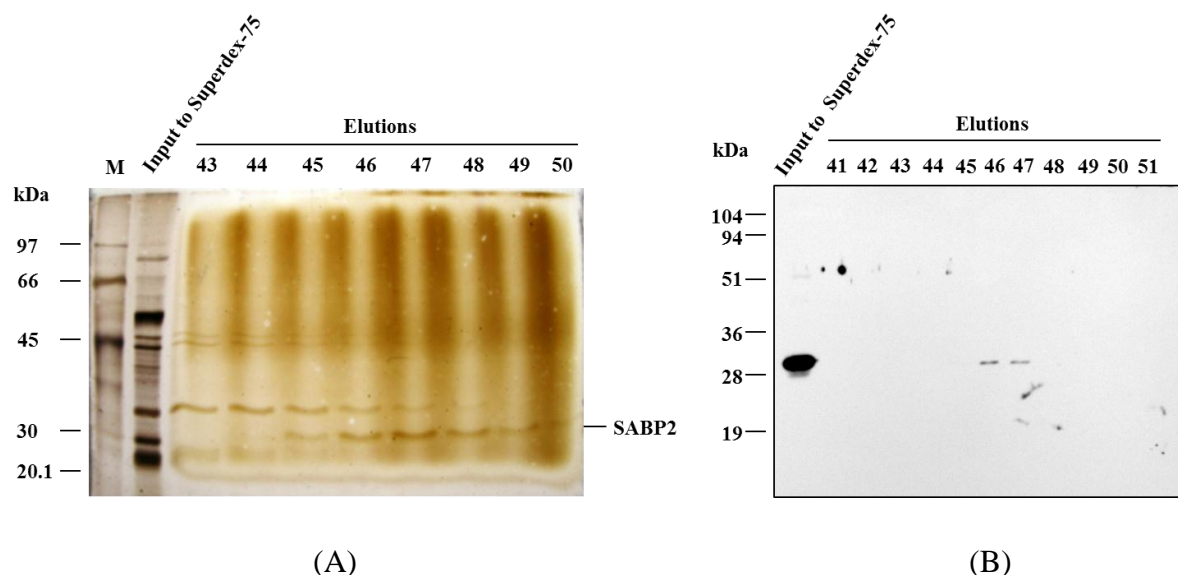 Input to Superdex-75
Elutions
M
43 44 45 46 47 48 49 50
kDa
97
66
45
30
20.1
SABP2
(A)
Input to Superdex-75
Elutions
kDa
41 42 43 44 45 46 47 48 49 50 51
104
94
51
36
28
19
(B)